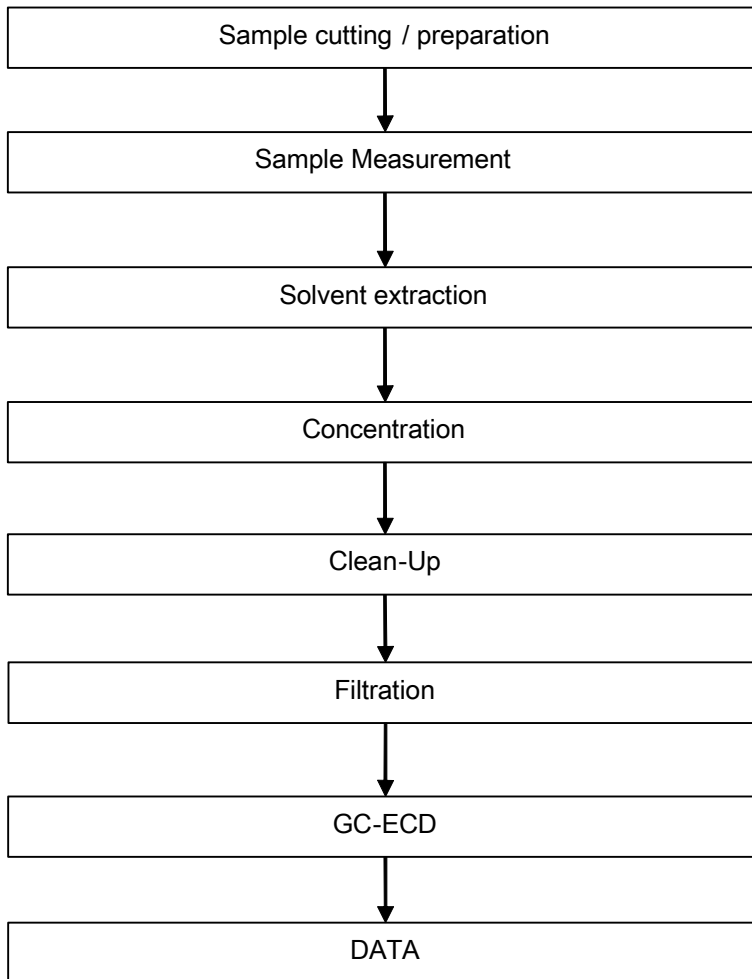 Sample cutting / preparation
Sample Measurement
Solvent extraction
Concentration
Clean-Up
Filtration
GC-ECD
DATA